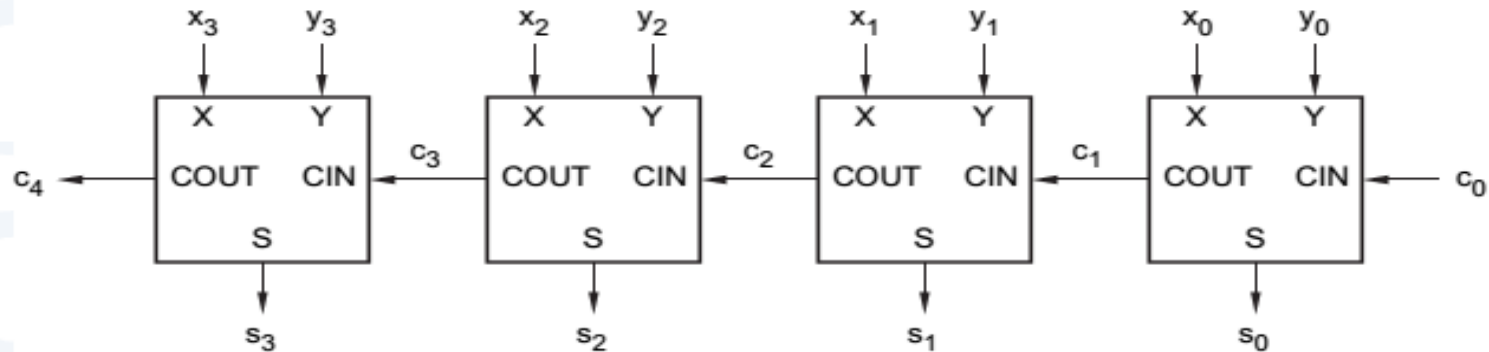 x₃ y₃ x₂ y₂ x₁ y₁ x₀ y₀
X Y X Y X Y X Y
c₄ COUT CIN c₃ COUT CIN c₂ COUT CIN c₁ COUT CIN c₀
S S S S
s₃ s₂ s₁ s₀